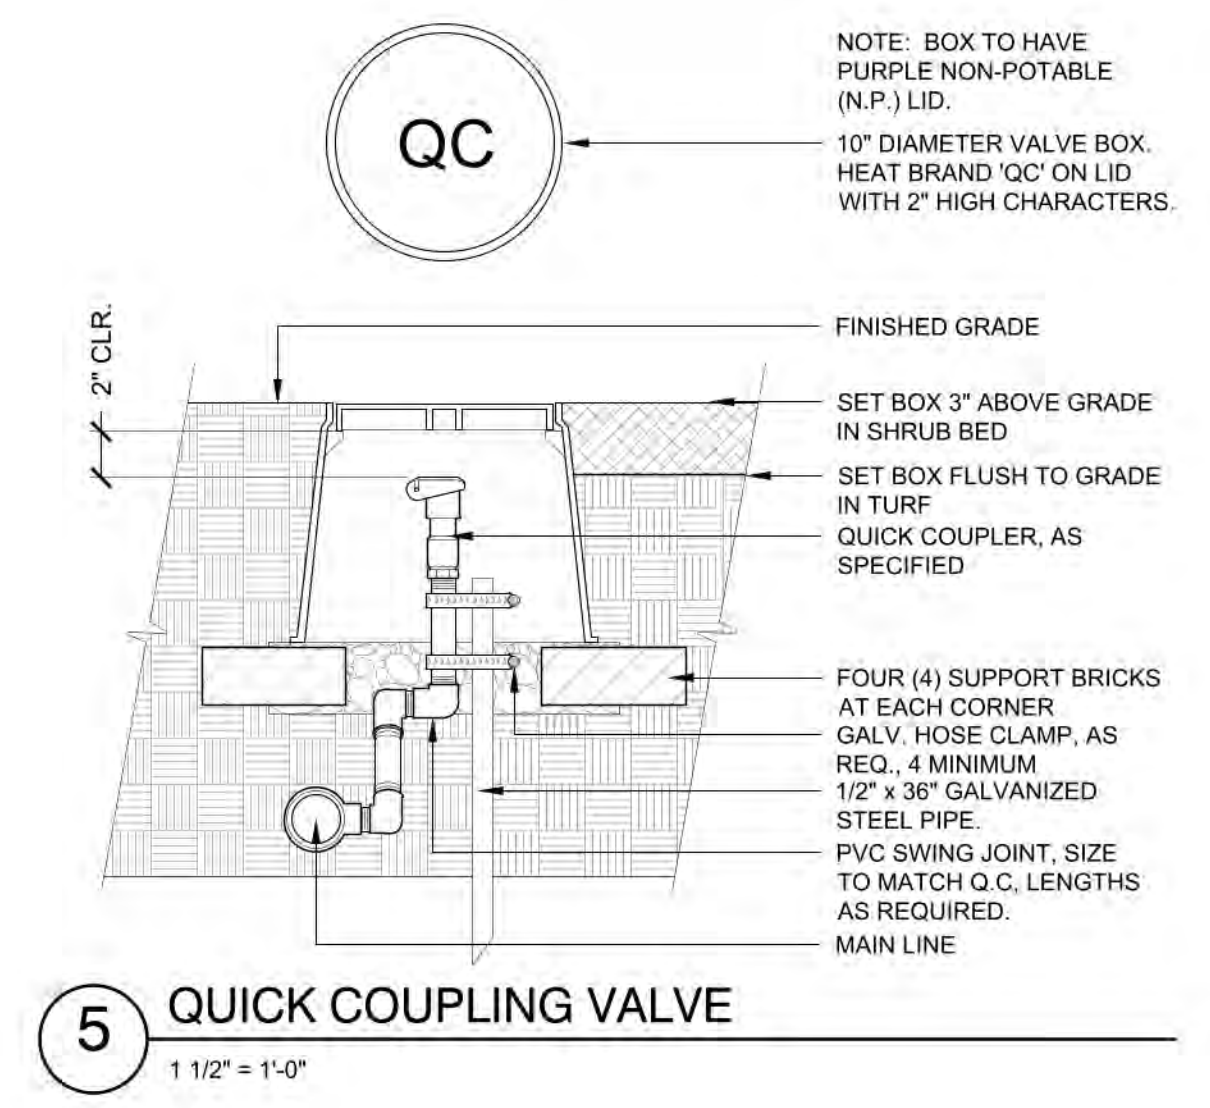 QC
NOTE: BOX TO HAVE
PURPLE NON-POTABLE
(N.P.) LID.
10" DIAMETER VALVE BOX.
HEAT BRAND 'QC' ON LID
WITH 2" HIGH CHARACTERS.
2" CLR.
FINISHED GRADE
SET BOX 3" ABOVE GRADE
IN SHRUB BED
SET BOX FLUSH TO GRADE
IN TURF
QUICK COUPLER, AS
SPECIFIED
FOUR (4) SUPPORT BRICKS
AT EACH CORNER
GALV. HOSE CLAMP, AS
REQ., 4 MINIMUM
1/2" x 36" GALVANIZED
STEEL PIPE.
PVC SWING JOINT, SIZE
TO MATCH Q.C, LENGTHS
AS REQUIRED.
MAIN LINE
5
QUICK COUPLING VALVE
1 1/2" = 1'-0"